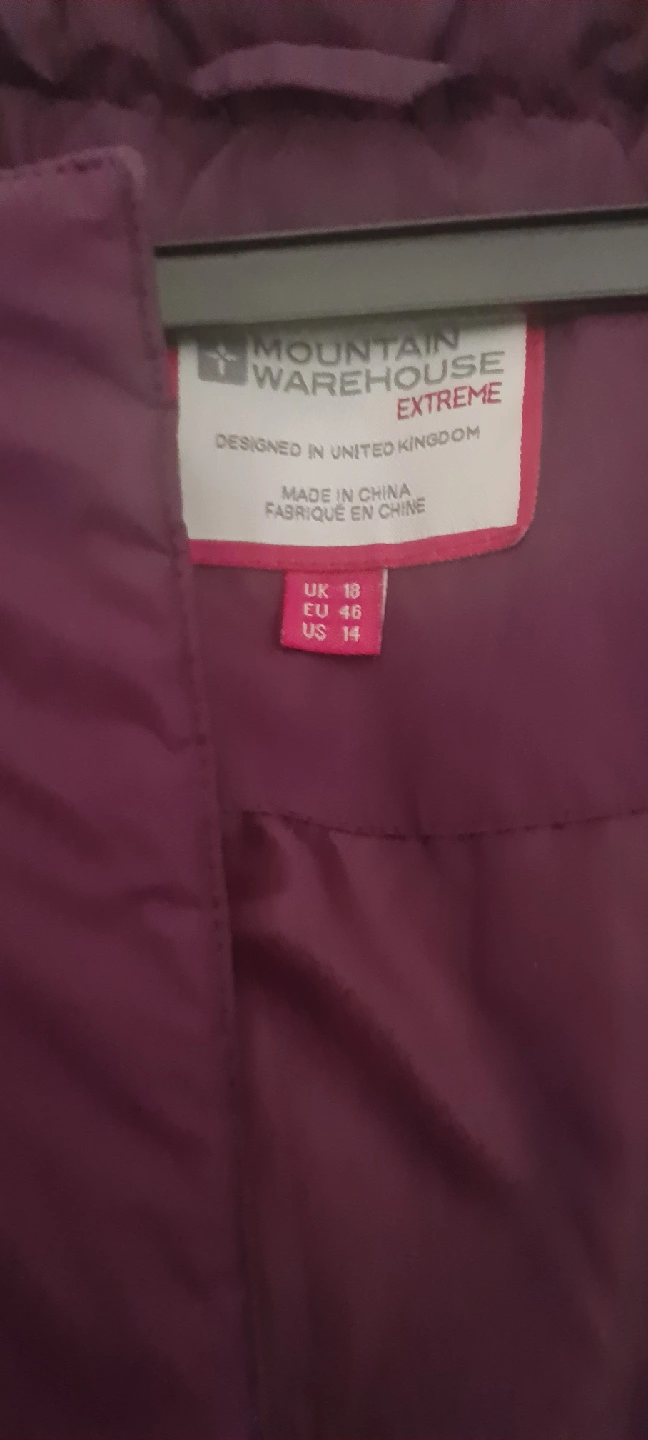 MOUNTAIN
WAREHOUSE
EXTREME
DESIGNED IN UNITED KINGDOM
MADE IN CHINA
FABRIQUÉ EN CHINE
UK 18
EU 46
US 14